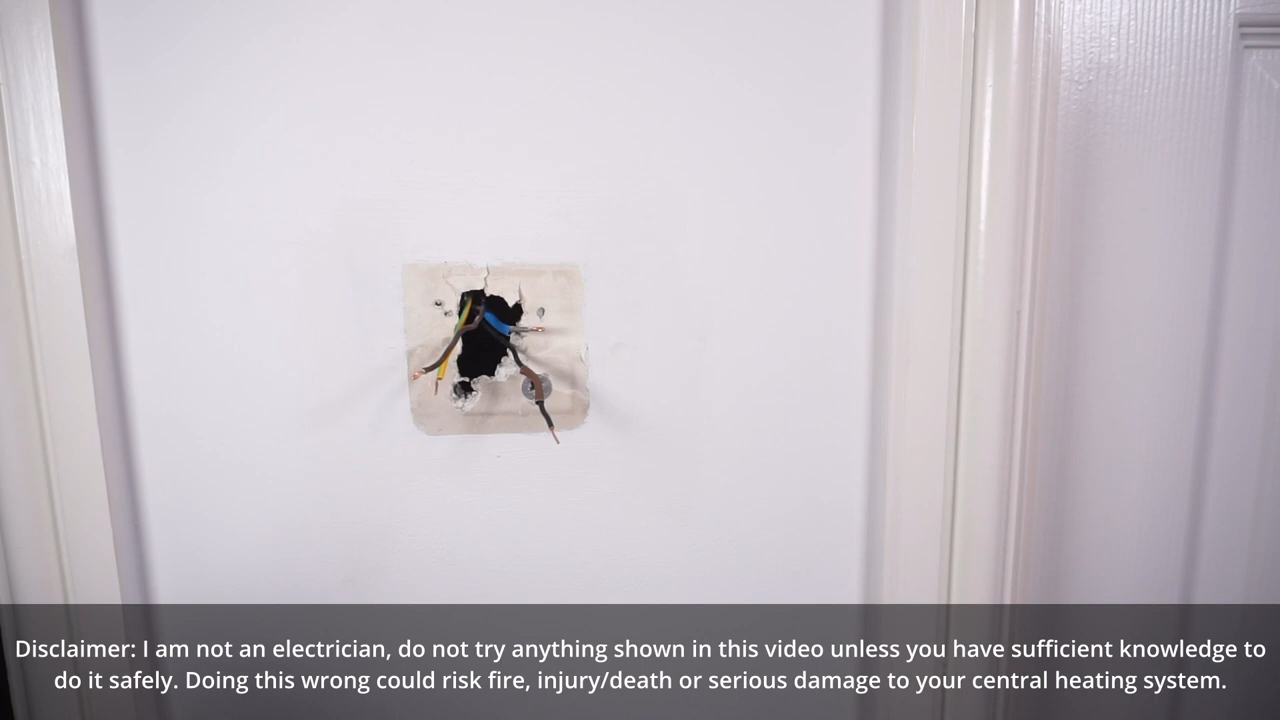 Disclaimer: I am not an electrician, do not try anything shown in this video unless you have sufficient knowledge to
do it safely. Doing this wrong could risk fire, injury/death or serious damage to your central heating system.